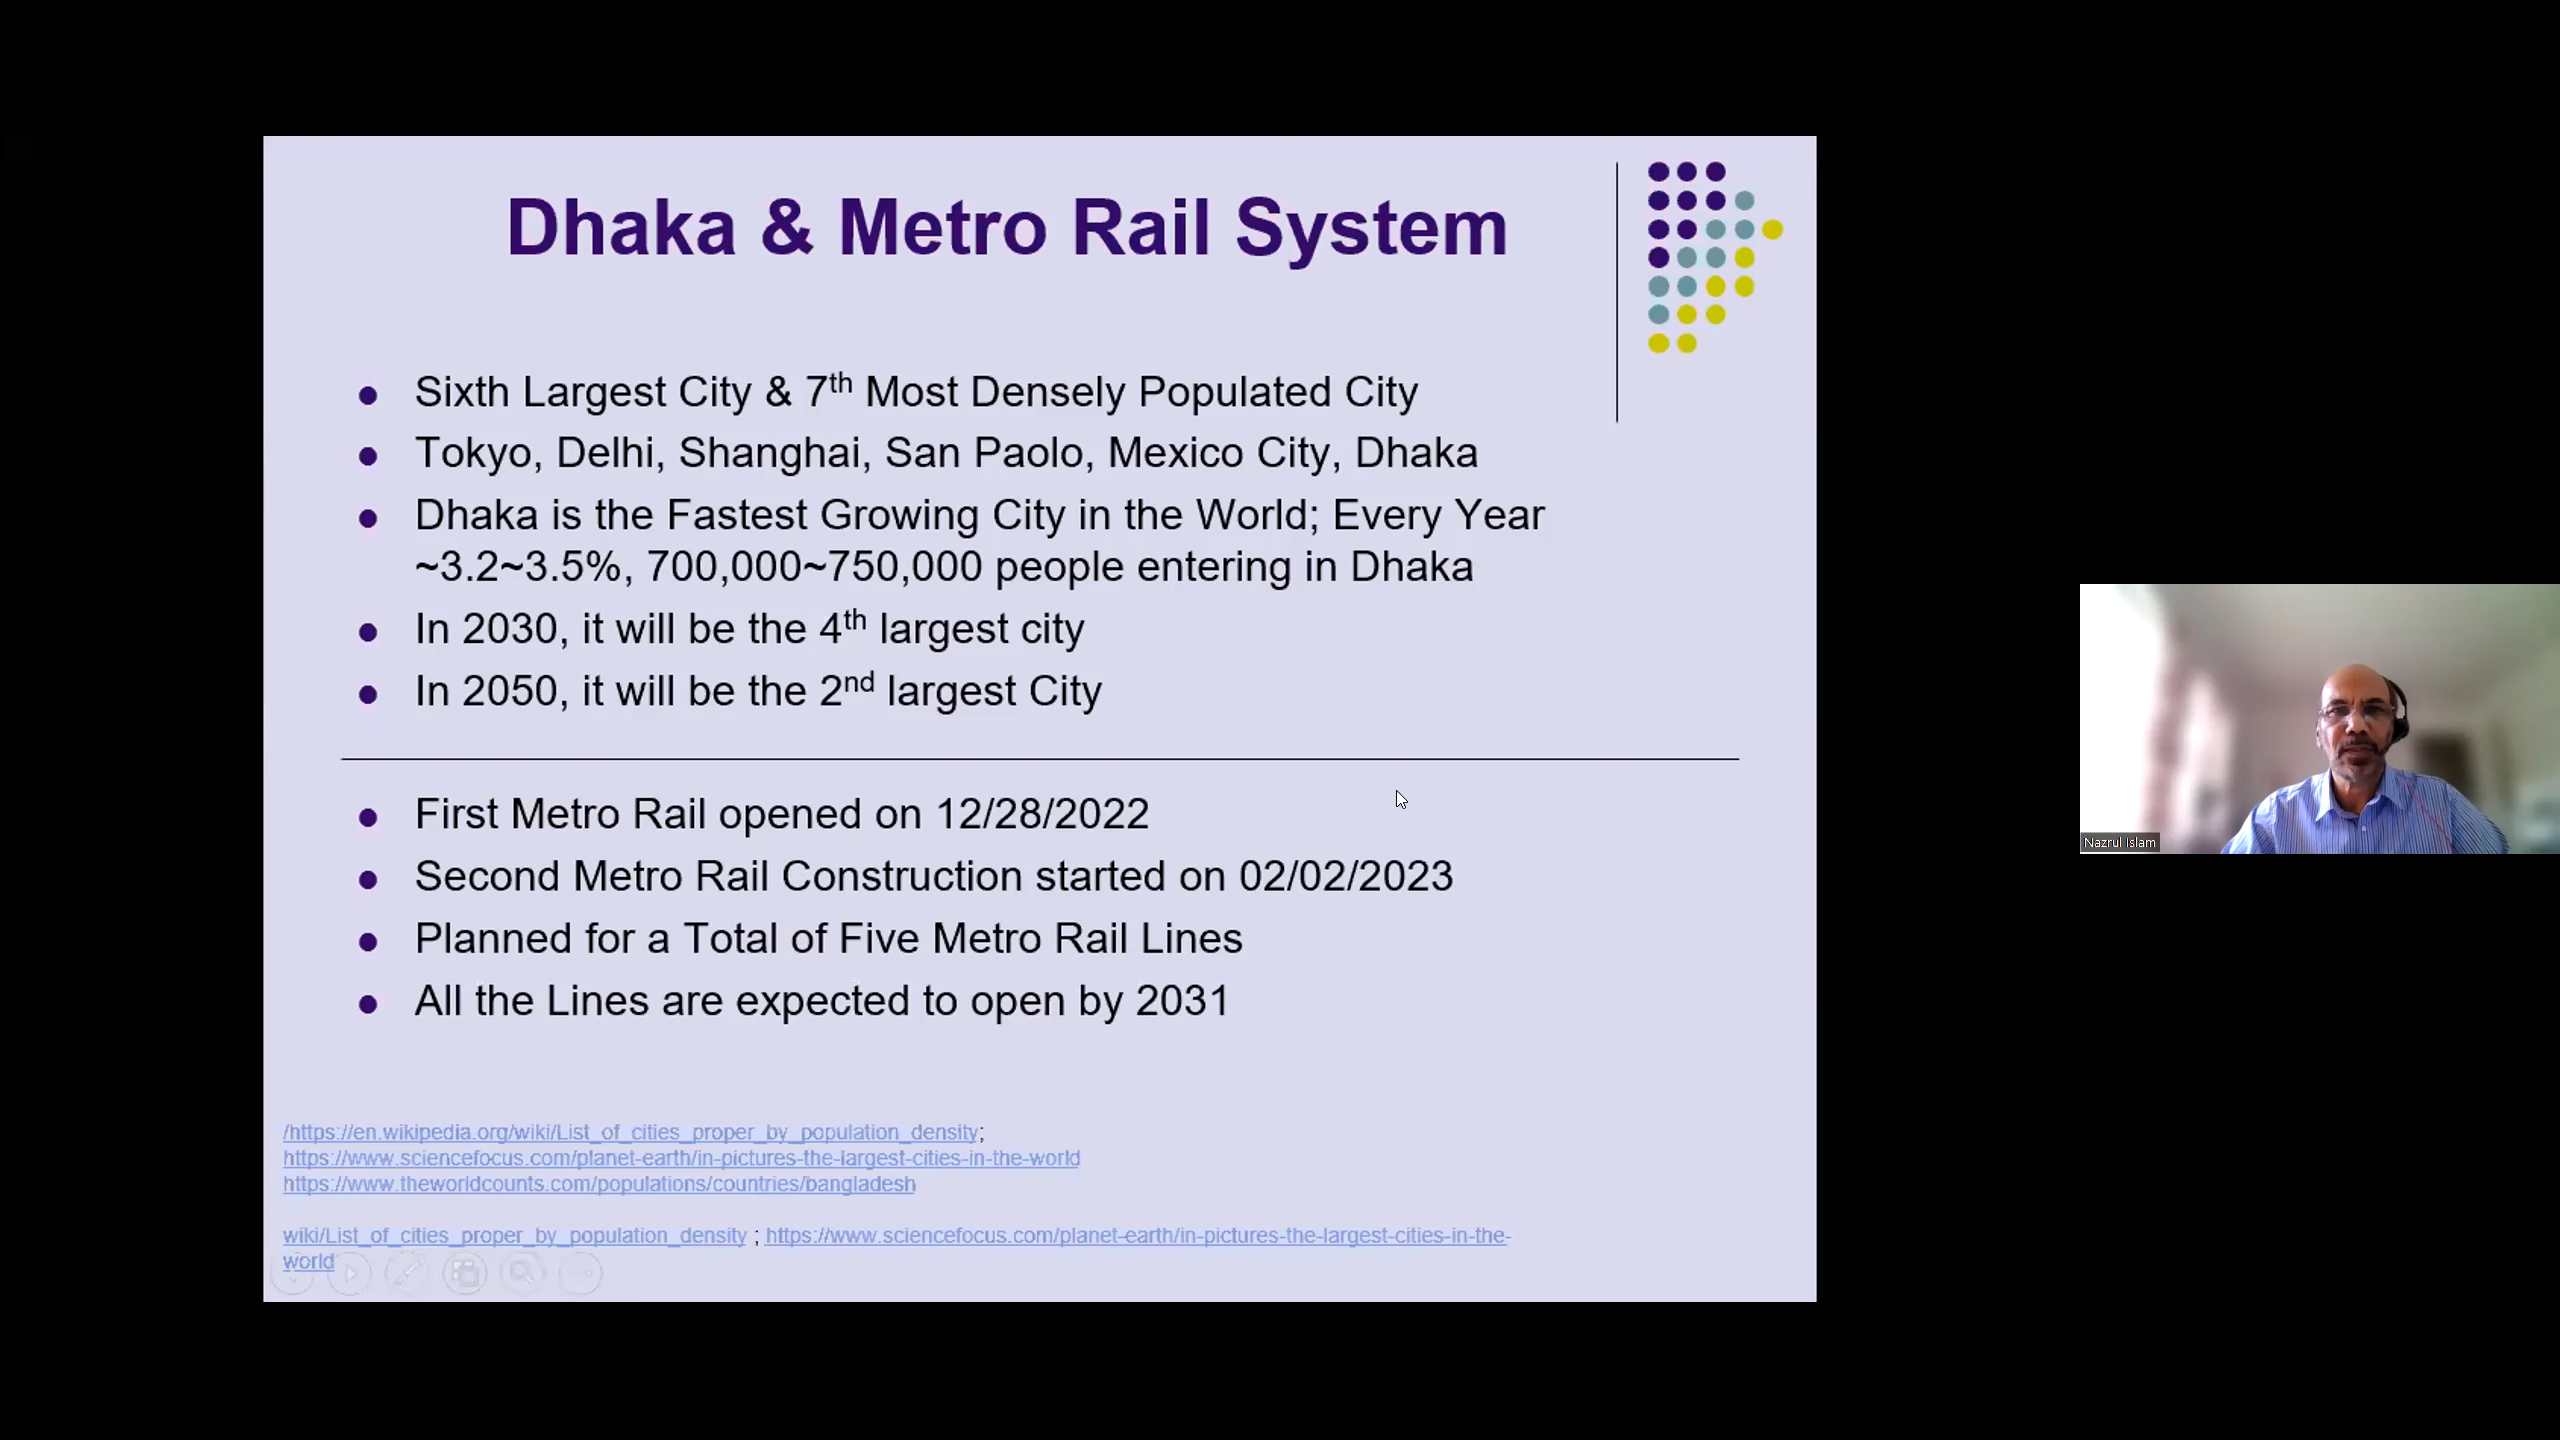 Dhaka & Metro Rail System
Sixth Largest City & 7th Most Densely Populated City
Tokyo, Delhi, Shanghai, San Paolo, Mexico City, Dhaka
Dhaka is the Fastest Growing City in the World; Every Year
~3.2~3.5%, 700,000~750,000 people entering in Dhaka
In 2030, it will be the 4th largest city
In 2050, it will be the 2nd largest City
First Metro Rail opened on 12/28/2022
Second Metro Rail Construction started on 02/02/2023
Planned for a Total of Five Metro Rail Lines
All the Lines are expected to open by 2031
/https://en.wikipedia.org/wiki/List_of_cities_proper_by_population_density;
https://www.sciencefocus.com/planet-earth/in-pictures-the-largest-cities-in-the-world
https://www.theworldcounts.com/populations/countries/bangladesh
wiki/List_of_cities_proper_by_population_density ; https://www.sciencefocus.com/planet-earth/in-pictures-the-largest-cities-in-the-
world
Nazrul Islam